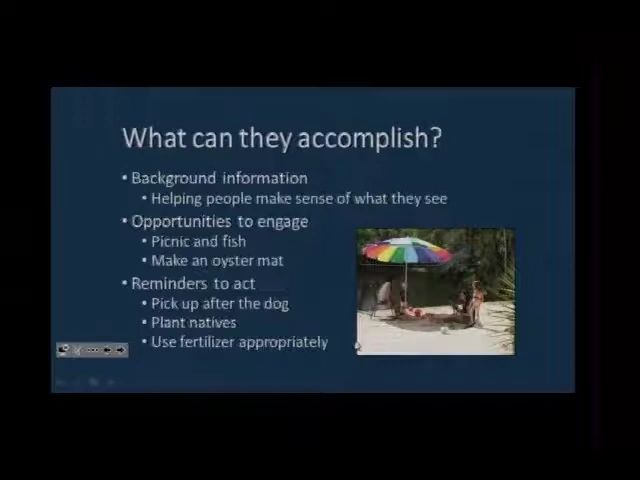 What can they accomplish?
• Background information
• Helping people make sense of what they see
• Opportunities to engage
• Picnic and fish
• Make an oyster mat
• Reminders to act
• Pick up after the dog
• Plant natives
• Use fertilizer appropriately